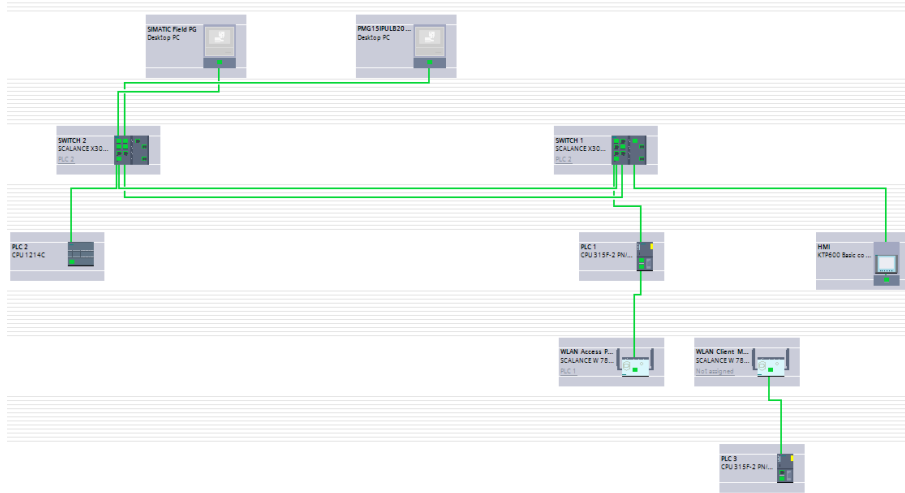 SIMATIC Field PG
Desktop PC
PMG15IPULB20 ...
Desktop PC
SWITCH 2
SCALANCE X30...
PLC 2
SWITCH 1
SCALANCE X30...
PLC 2
PLC 2
CPU 1214C
PLC 1
CPU 315F-2 PN/...
HMI
KTP600 Basic co ...
WLAN Access P...
SCALANCE W 78...
PLC 1
WLAN Client M...
SCALANCE W 78...
Not assigned
PLC 3
CPU 315F-2 PN/...